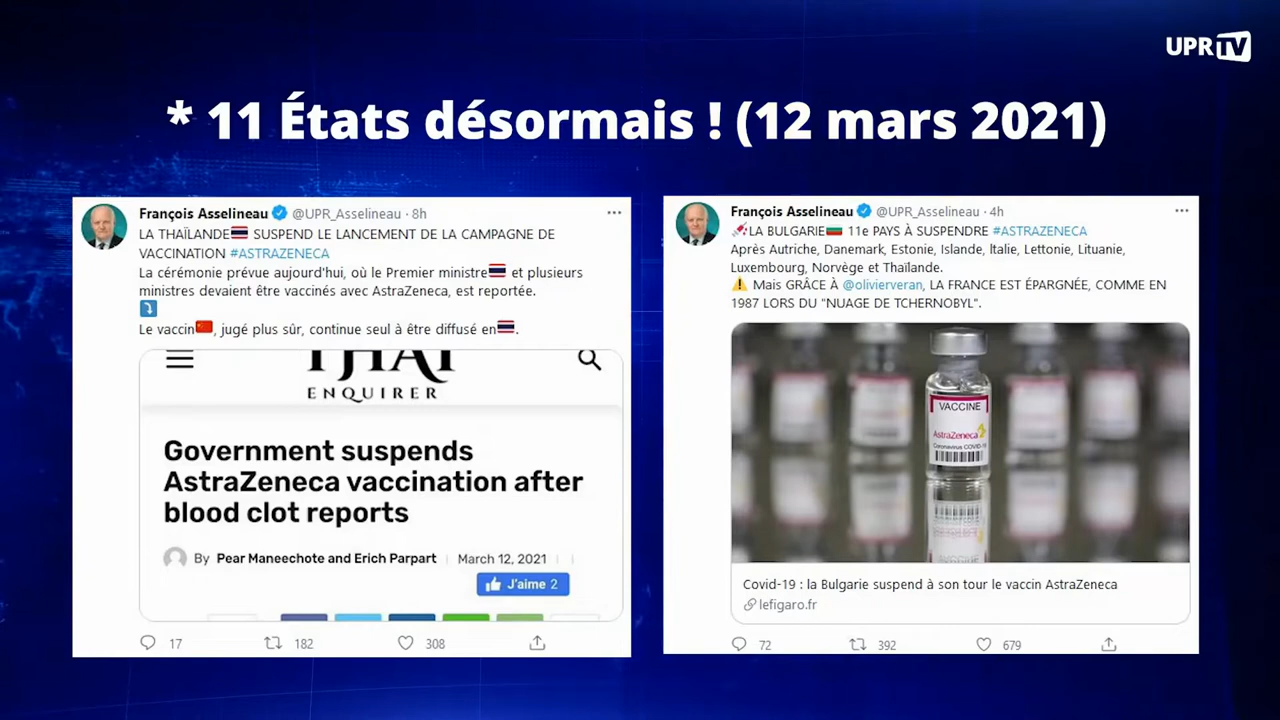 UPR TV
* 11 États désormais ! (12 mars 2021)
François Asselineau @UPR_Asselineau · 8h
LA THAÏLANDE SUSPEND LE LANCEMENT DE LA CAMPAGNE DE
VACCINATION #ASTRAZENECA
La cérémonie prévue aujourd'hui, où le Premier ministre et plusieurs
ministres devaient être vaccinés avec AstraZeneca, est reportée.
Le vaccin, jugé plus sûr, continue seul à être diffusé en.
THAI
ENQUIRER
Government suspends
AstraZeneca vaccination after
blood clot reports
By Pear Maneechote and Erich Parpart March 12, 2021
J'aime 2
17 182 308
François Asselineau @UPR_Asselineau · 4h
LA BULGARIE 11e PAYS À SUSPENDRE #ASTRAZENECA
Après Autriche, Danemark, Estonie, Islande, Italie, Lettonie, Lituanie,
Luxembourg, Norvège et Thaïlande.
Mais GRÂCE À @olivierveran, LA FRANCE EST ÉPARGNÉE, COMME EN
1987 LORS DU "NUAGE DE TCHERNOBYL".
VACCINE
AstraZeneca
Coronavirus COVID-19
Covid-19 : la Bulgarie suspend à son tour le vaccin AstraZeneca
lefigaro.fr
72 392 679